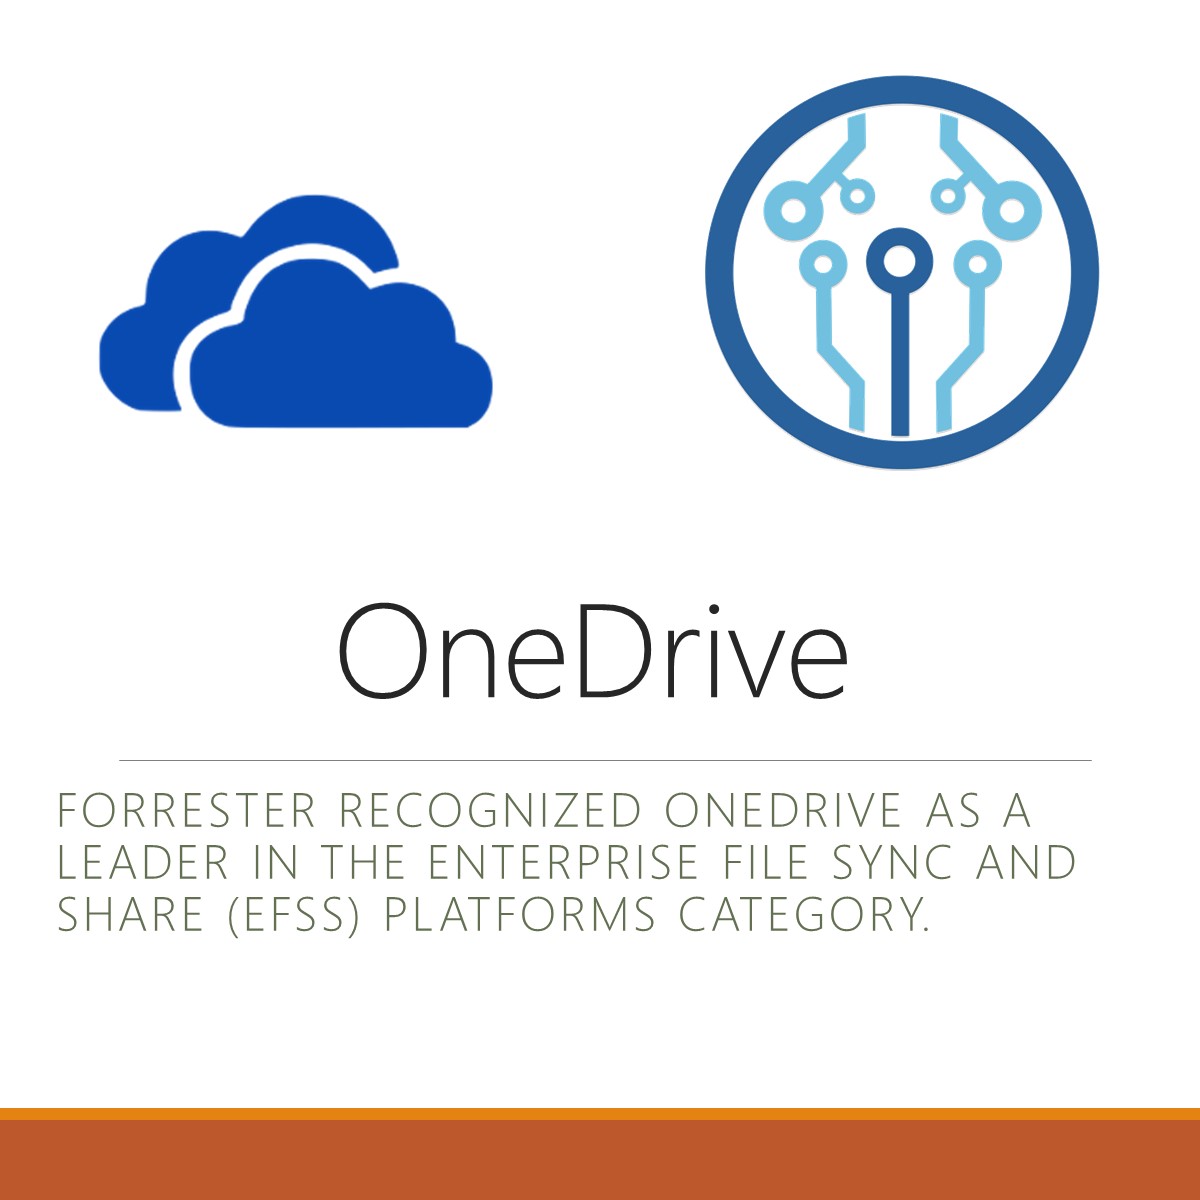 OneDrive
FORRESTER RECOGNIZED ONEDRIVE AS A
LEADER IN THE ENTERPRISE FILE SYNC AND
SHARE (EFSS) PLATFORMS CATEGORY.